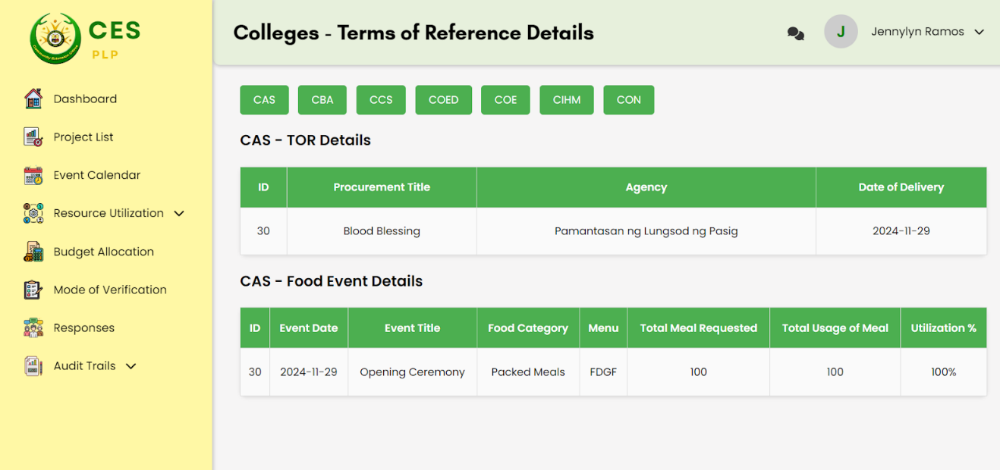 CES
PLP
Dashboard
Project List
Event Calendar
Resource Utilization
Budget Allocation
Mode of Verification
Responses
Audit Trails
Colleges - Terms of Reference Details
J
Jennylyn Ramos
CAS CBA CCS COED COE CIHM CON
CAS - TOR Details
ID Procurement Title Agency Date of Delivery
30 Blood Blessing Pamantasan ng Lungsod ng Pasig 2024-11-29
CAS - Food Event Details
ID Event Date Event Title Food Category Menu Total Meal Requested Total Usage of Meal Utilization %
30 2024-11-29 Opening Ceremony Packed Meals FDGF 100 100 100%